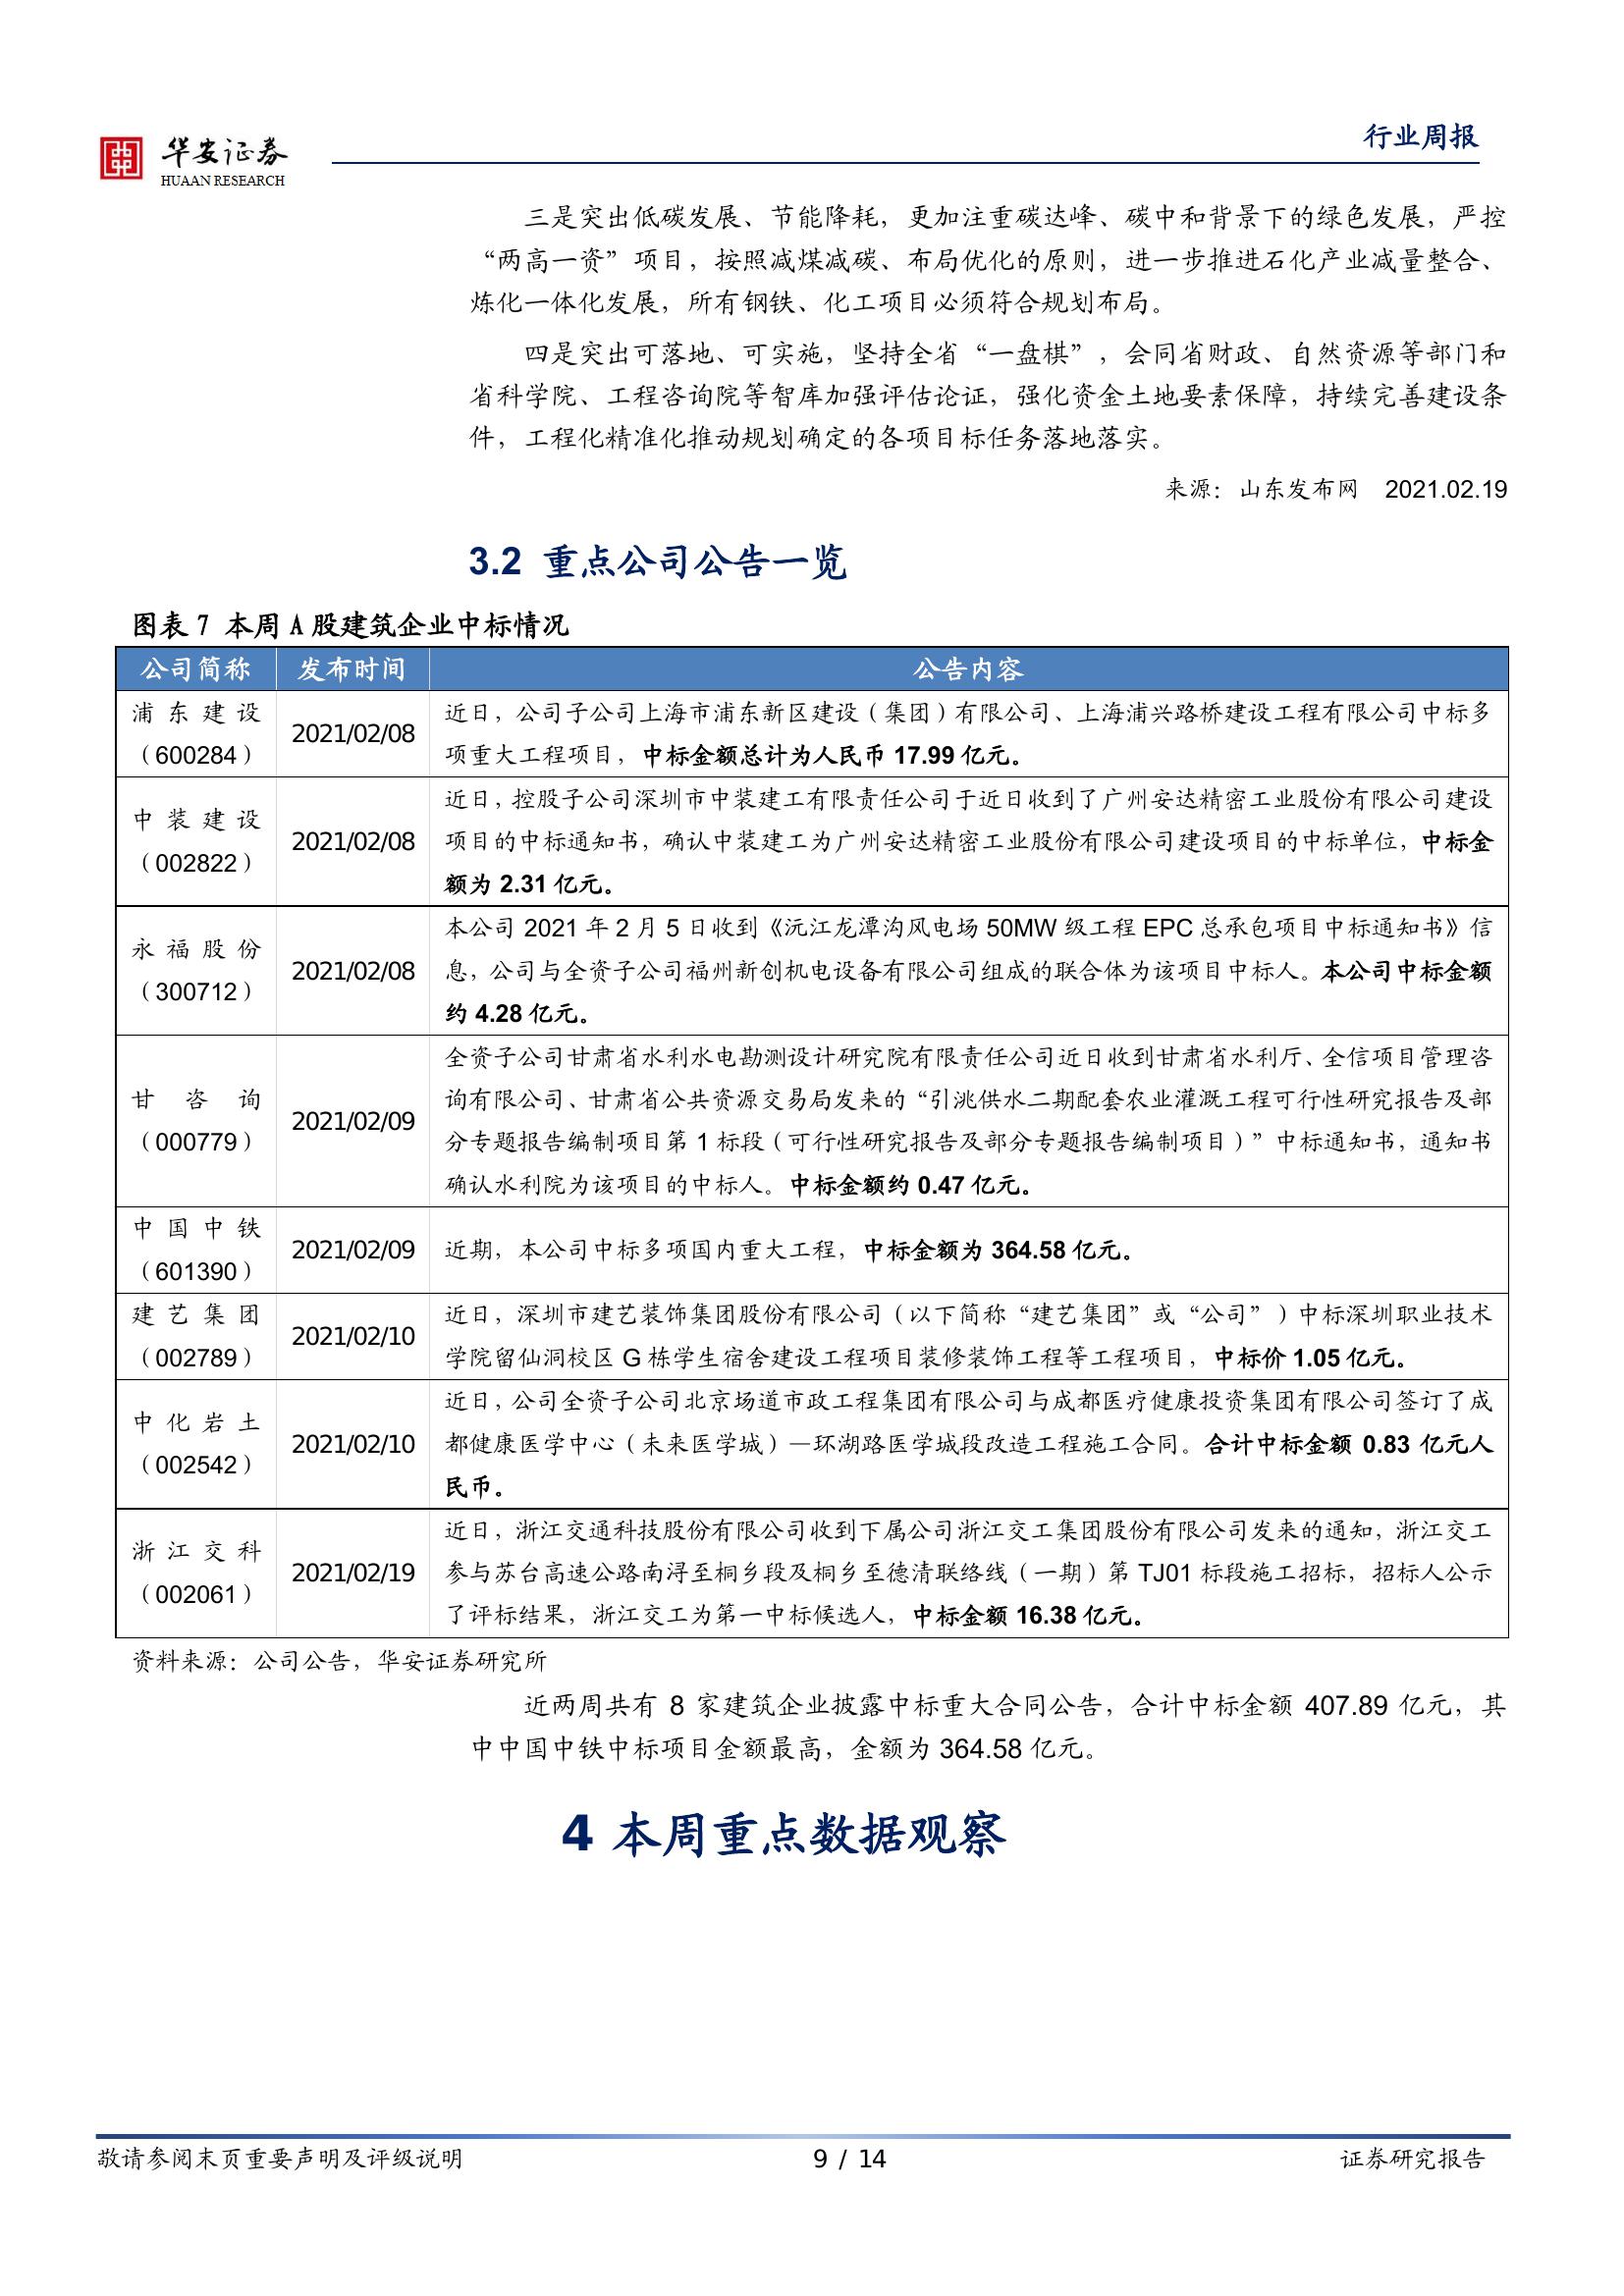 华安证券
HUAAN RESEARCH
行业周报
三是突出低碳发展、节能降耗，更加注重碳达峰、碳中和背景下的绿色发展，严控
“两高一资”项目，按照减煤减碳、布局优化的原则，进一步推进石化产业减量整合、
炼化一体化发展，所有钢铁、化工项目必须符合规划布局。
四是突出可落地、可实施，坚持全省“一盘棋”，会同省财政、自然资源等部门和
省科学院、工程咨询院等智库加强评估论证，强化资金土地要素保障，持续完善建设条
件，工程化精准化推动规划确定的各项目标任务落地落实。
来源：山东发布网 2021.02.19
3.2 重点公司公告一览
图表 7 本周 A 股建筑企业中标情况
公司简称 发布时间 公告内容
浦东建设
（600284）
2021/02/08
近日，公司子公司上海市浦东新区建设（集团）有限公司、上海浦兴路桥建设工程有限公司中标多
项重大工程项目，中标金额总计为人民币 17.99 亿元。
中装建设
（002822）
2021/02/08
近日，控股子公司深圳市中装建工有限责任公司于近日收到了广州安达精密工业股份有限公司建设
项目的中标通知书，确认中装建工为广州安达精密工业股份有限公司建设项目的中标单位，中标金
额为 2.31 亿元。
永福股份
（300712）
2021/02/08
本公司 2021 年 2 月 5 日收到《沅江龙潭沟风电场 50MW 级工程 EPC 总承包项目中标通知书》信
息，公司与全资子公司福州新创机电设备有限公司组成的联合体为该项目中标人。本公司中标金额
约 4.28 亿元。
甘咨询
（000779）
2021/02/09
全资子公司甘肃省水利水电勘测设计研究院有限责任公司近日收到甘肃省水利厅、全信项目管理咨
询有限公司、甘肃省公共资源交易局发来的“引洮供水二期配套农业灌溉工程可行性研究报告及部
分专题报告编制项目第 1 标段（可行性研究报告及部分专题报告编制项目）”中标通知书，通知书
确认水利院为该项目的中标人。中标金额约 0.47 亿元。
中国中铁
（601390）
2021/02/09
近期，本公司中标多项国内重大工程，中标金额为 364.58 亿元。
建艺集团
（002789）
2021/02/10
近日，深圳市建艺装饰集团股份有限公司（以下简称“建艺集团”或“公司”）中标深圳职业技术
学院留仙洞校区 G 栋学生宿舍建设工程项目装修装饰工程等工程项目，中标价 1.05 亿元。
中化岩土
（002542）
2021/02/10
近日，公司全资子公司北京场道市政工程集团有限公司与成都医疗健康投资集团有限公司签订了成
都健康医学中心（未来医学城）—环湖路医学城段改造工程施工合同。合计中标金额 0.83 亿元人
民币。
浙江交科
（002061）
2021/02/19
近日，浙江交通科技股份有限公司收到下属公司浙江交工集团股份有限公司发来的通知，浙江交工
参与苏台高速公路南浔至桐乡段及桐乡至德清联络线（一期）第 TJ01 标段施工招标，招标人公示
了评标结果，浙江交工为第一中标候选人，中标金额 16.38 亿元。
资料来源：公司公告，华安证券研究所
近两周共有 8 家建筑企业披露中标重大合同公告，合计中标金额 407.89 亿元，其
中中国中铁中标项目金额最高，金额为 364.58 亿元。
4 本周重点数据观察
敬请参阅末页重要声明及评级说明 9 / 14 证券研究报告